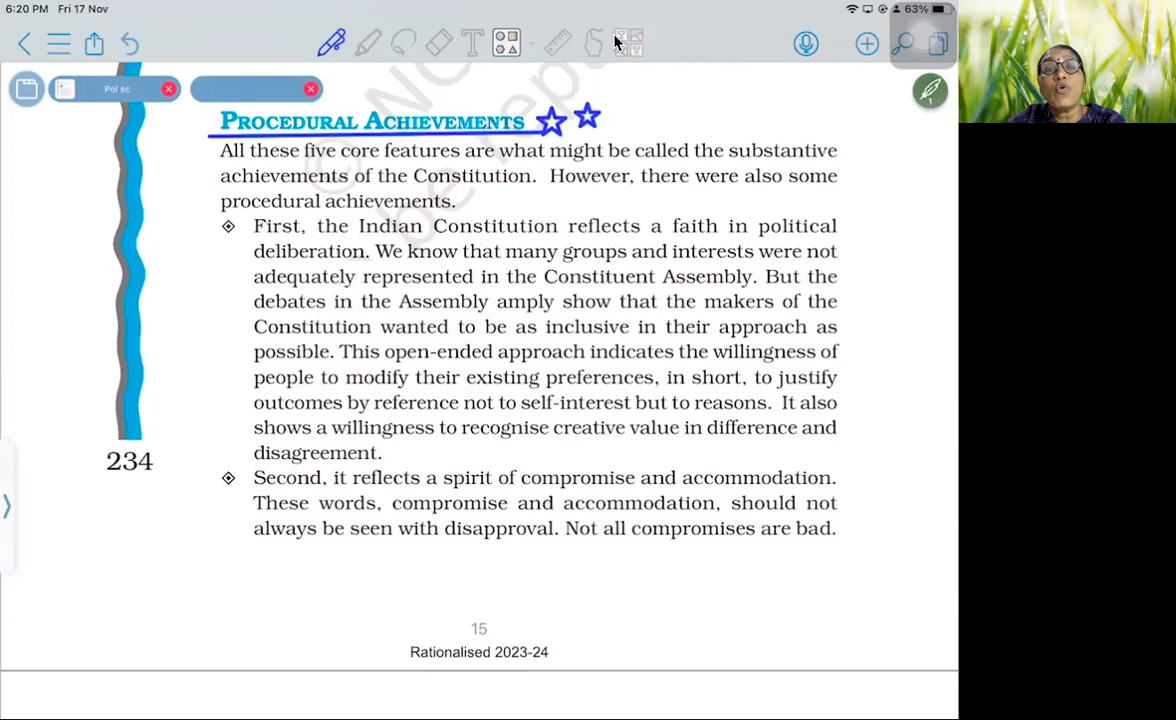 6:20 PM Fri 17 Nov
63%
Pol sc
PROCEDURAL ACHIEVEMENTS
All these five core features are what might be called the substantive
achievements of the Constitution. However, there were also some
procedural achievements.
First, the Indian Constitution reflects a faith in political
deliberation. We know that many groups and interests were not
adequately represented in the Constituent Assembly. But the
debates in the Assembly amply show that the makers of the
Constitution wanted to be as inclusive in their approach as
possible. This open-ended approach indicates the willingness of
people to modify their existing preferences, in short, to justify
outcomes by reference not to self-interest but to reasons. It also
shows a willingness to recognise creative value in difference and
disagreement.
234
Second, it reflects a spirit of compromise and accommodation.
These words, compromise and accommodation, should not
always be seen with disapproval. Not all compromises are bad.
15
Rationalised 2023-24